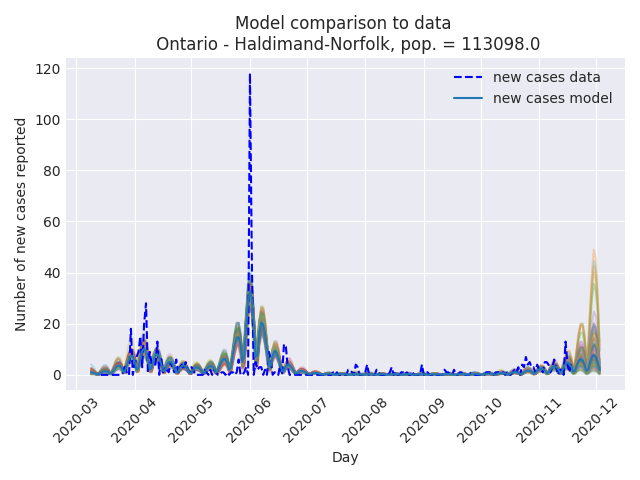 Model comparison to data
Ontario - Haldimand-Norfolk, pop. = 113098.0
new cases data
new cases model
Number of new cases reported
120
100
80
60
40
20
0
2020-03
2020-04
2020-05
2020-06
2020-07
2020-08
2020-09
2020-10
2020-11
2020-12
Day